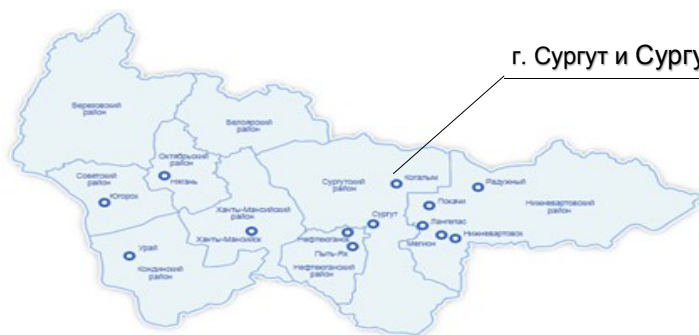 г. Сургут и Сургу
Березовский
район
Белоярский
район
Октябрьский
район
Нягань
Советский
район
Югорск
Сургутский
район
Когалым
Радужный
Покачи
Нижневартовский
район
Ханты-Мансийский
район
Ханты-Мансийск
Сургут
Лангепас
Нефтеюганск
Мегион
Нижневартовск
Урай
Пыть-Ях
Кондинский
район
Нефтеюганский
район